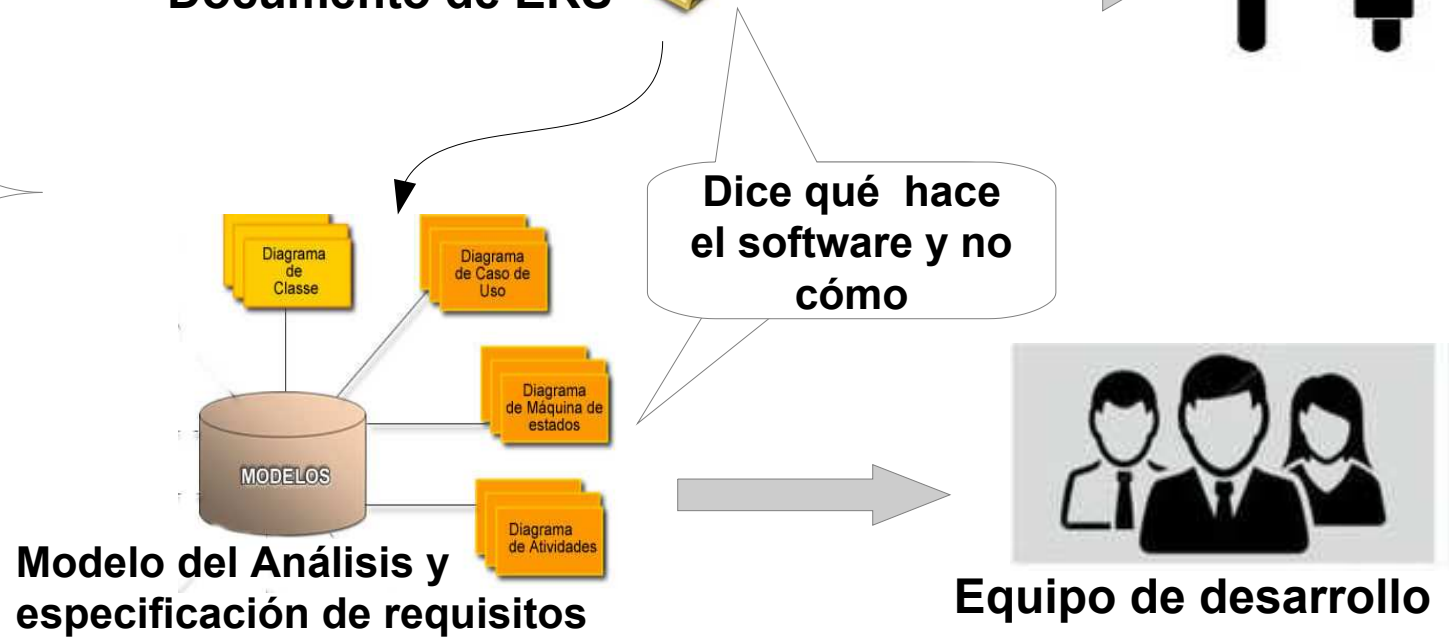 Documento de ERS
Dice qué hace
el software y no
cómo
Diagrama
de
Classe
Diagrama
de Caso de
Uso
Diagrama
de Máquina de
estados
MODELOS
Diagrama
de Atividades
Modelo del Análisis y
especificación de requisitos
Equipo de desarrollo